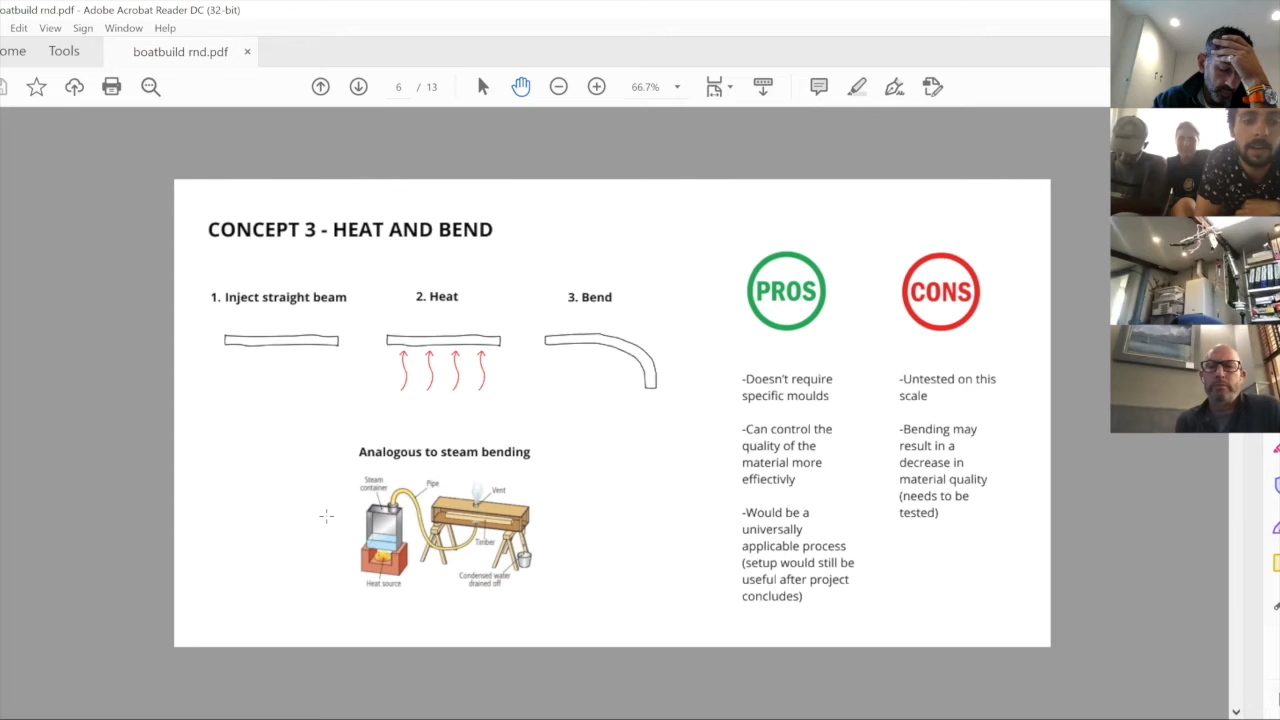 oatbuild rnd.pdf - Adobe Acrobat Reader DC (32-bit)
Edit View Sign Window Help
ome Tools boatbuild rnd.pdf ×
6 / 13 66.7%
CONCEPT 3 - HEAT AND BEND
1. Inject straight beam
2. Heat
3. Bend
Analogous to steam bending
Steam
container
Pipe
Vent
Timber
Heat source
Condensed water
drained off
PROS
-Doesn't require
specific moulds
-Can control the
quality of the
material more
effiectivly
-Would be a
universally
applicable process
(setup would still be
useful after project
concludes)
CONS
-Untested on this
scale
-Bending may
result in a
decrease in
material quality
(needs to be
tested)